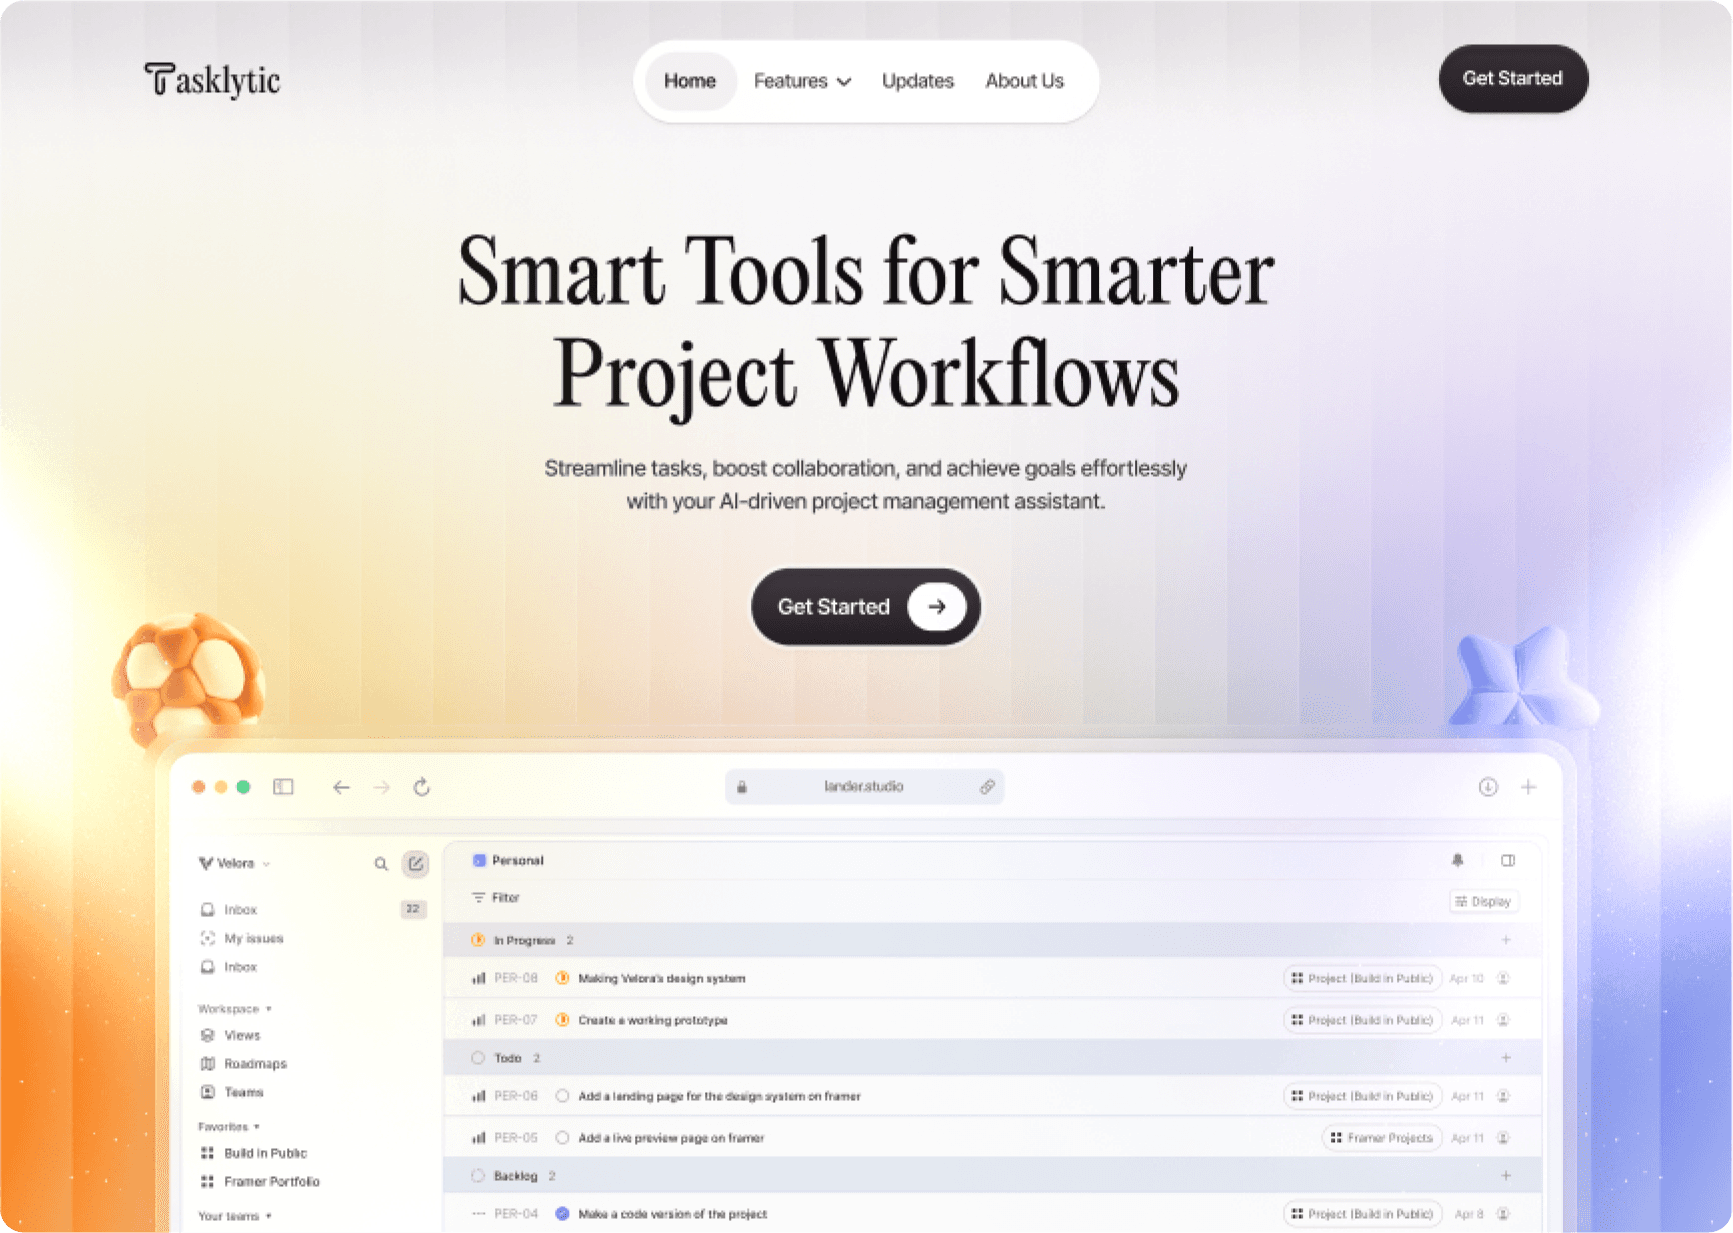 Tasklytic
Home Features Updates About Us
Get Started
Smart Tools for Smarter
Project Workflows
Streamline tasks, boost collaboration, and achieve goals effortlessly
with your AI-driven project management assistant.
Get Started
lander.studio
Velora
Inbox 22
My issues
Inbox
Workspace
Views
Roadmaps
Teams
Favorites
Build in Public
Framer Portfolio
Your teams
Personal
Filter
Display
In Progress 2
PER-08 Making Velora's design system Project (Build in Public) Apr 10
PER-07 Create a working prototype Project (Build in Public) Apr 11
Todo 2
PER-06 Add a landing page for the design system on framer Project (Build in Public) Apr 11
PER-05 Add a live preview page on framer Framer Projects Apr 11
Backlog 2
PER-04 Make a code version of the project Project (Build in Public) Apr 8